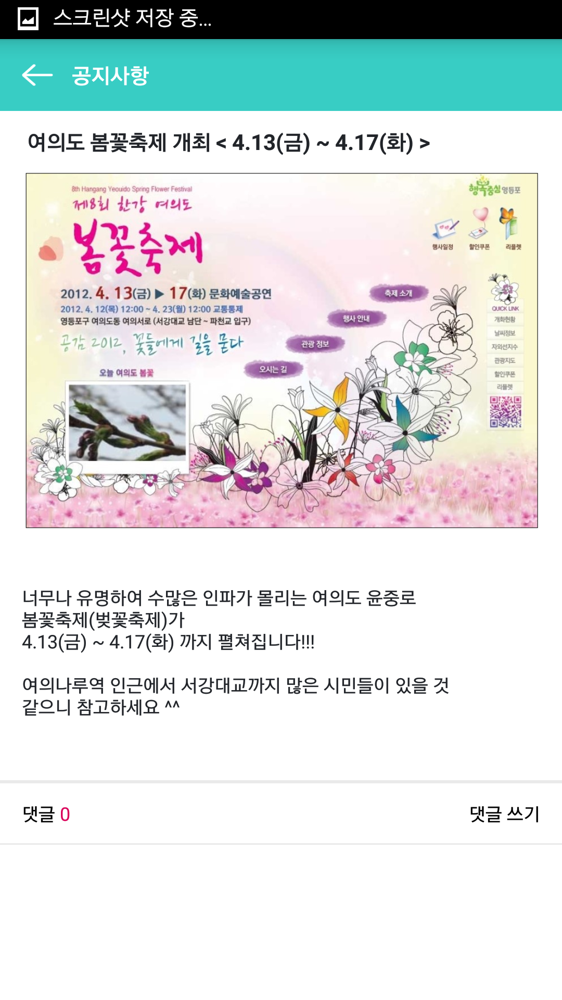 스크린샷 저장 중...
공지사항
여의도 봄꽃축제 개최 < 4.13(금) ~ 4.17(화) >
8th Hangang Yeouido Spring Flower Festival
제8회 한강 여의도
봄꽃축제
행복중심 영등포
행사일정 할인쿠폰 리플렛
2012. 4. 13(금) ▶ 17(화) 문화예술공연
2012. 4. 12(목) 12:00 ~ 4. 23(월) 12:00 교통통제
영등포구 여의도동 여의서로 (서강대교 남단 ~ 파천교 입구)
공감 2012, 꽃들에게 길을 묻다
오늘 여의도 봄꽃
축제 소개
행사 안내
관광 정보
오시는 길
QUICK LINK
개화현황
날씨정보
자외선지수
관광지도
할인쿠폰
리플렛
너무나 유명하여 수많은 인파가 몰리는 여의도 윤중로
봄꽃축제(벚꽃축제)가
4.13(금) ~ 4.17(화) 까지 펼쳐집니다!!!
여의나루역 인근에서 서강대교까지 많은 시민들이 있을 것
같으니 참고하세요 ^^
댓글 0
댓글 쓰기